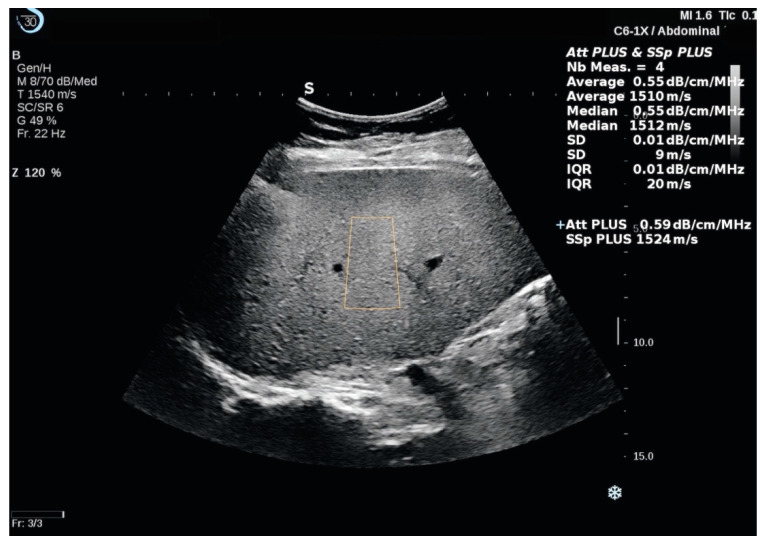 MI 1.6 TIc 0.1
C6-1X / Abdominal
30
B
Gen/H
M 8/70 dB/Med
T 1540 m/s
SC/SR 6
G 49 %
Fr. 22 Hz
Z 120 %
S
Att PLUS & SSp PLUS
Nb Meas. = 4
Average 0.55 dB/cm/MHz
Average 1510 m/s
Median 0.55 dB/cm/MHz
Median 1512 m/s
SD 0.01 dB/cm/MHz
SD 9 m/s
IQR 0.01 dB/cm/MHz
IQR 20 m/s
+Att PLUS 0.59 dB/cm/MHz
SSp PLUS 1524 m/s
10.0
15.0
Fr: 3/3